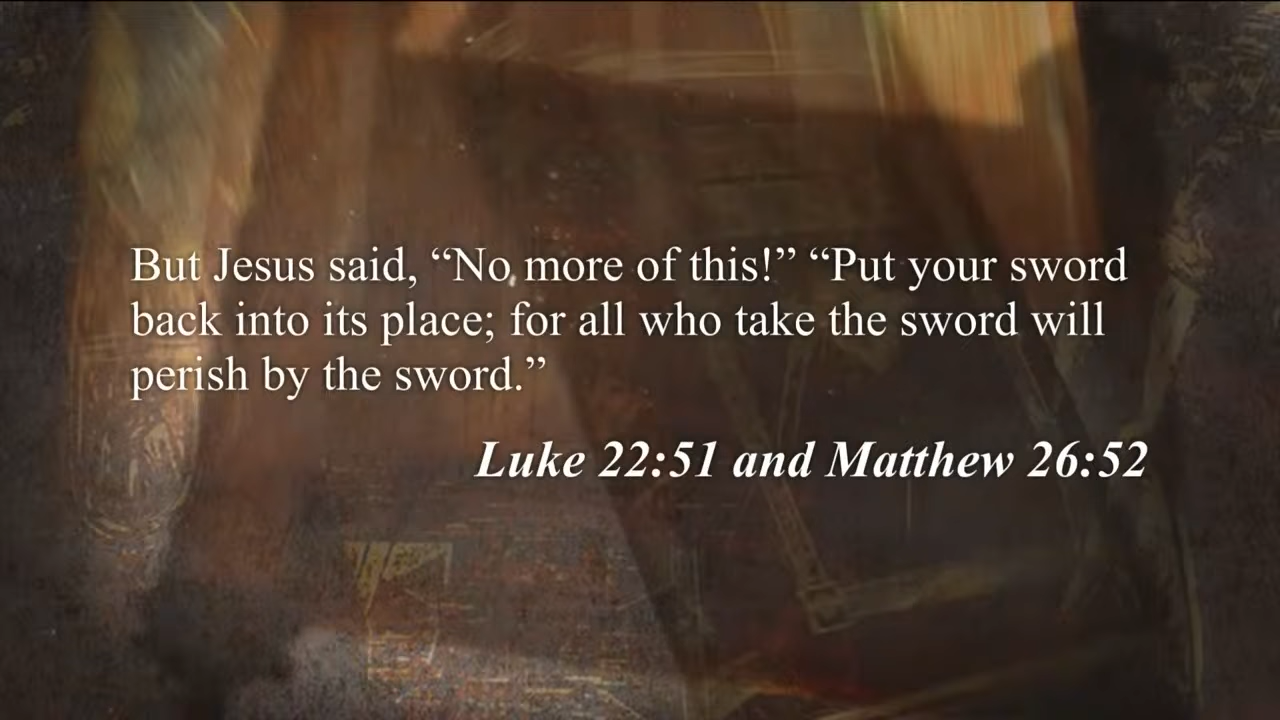 But Jesus said, “No more of this!” “Put your sword
back into its place; for all who take the sword will
perish by the sword.”
Luke 22:51 and Matthew 26:52